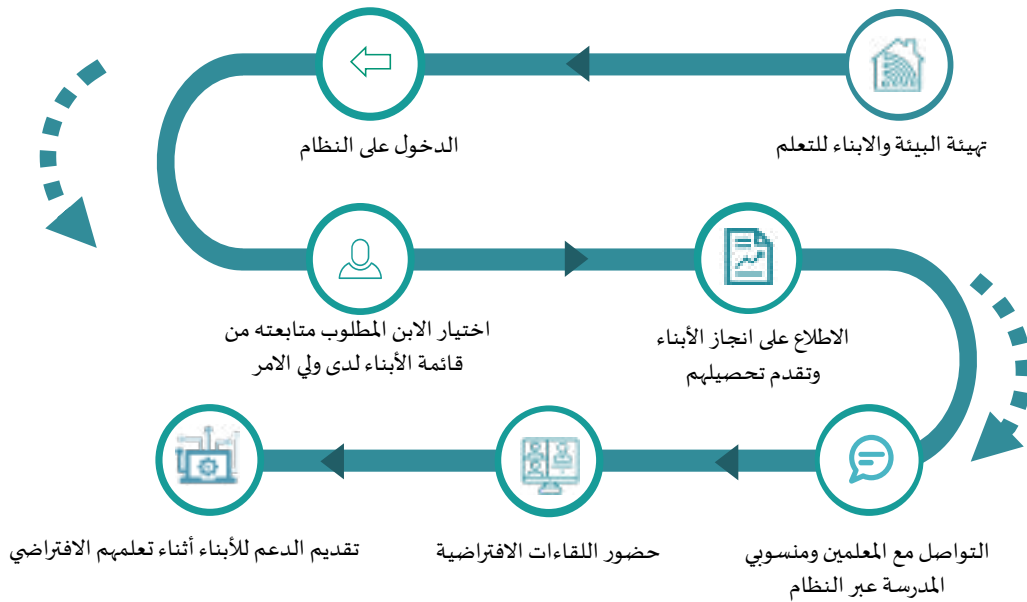 تهيئة البيئة والابناء للتعلم
الدخول على النظام
اختيار الابن المطلوب متابعته من
قائمة الأبناء لدى ولي الامر
الاطلاع على انجاز الأبناء
وتقدم تحصيلهم
التواصل مع المعلمين ومنسوبي
المدرسة عبر النظام
حضور اللقاءات الافتراضية
تقديم الدعم للأبناء أثناء تعلمهم الافتراضي